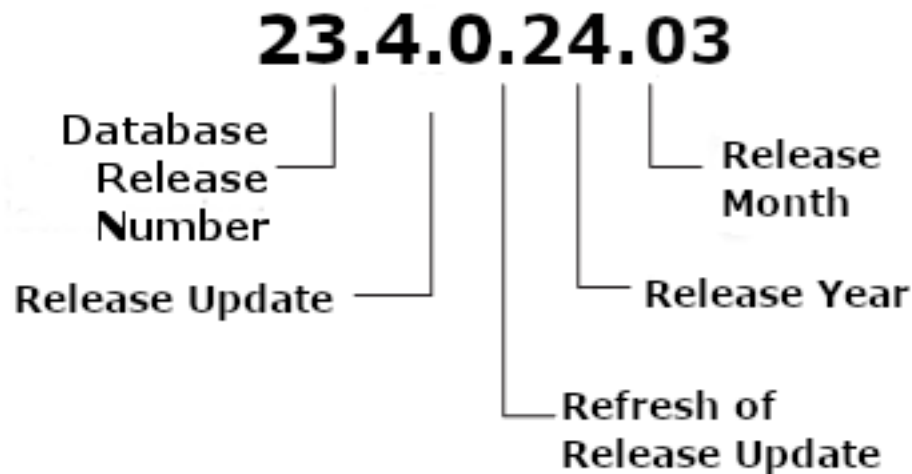 23.4.0.24.03
Database
Release
Number
Release
Month
Release Update
Release Year
Refresh of
Release Update